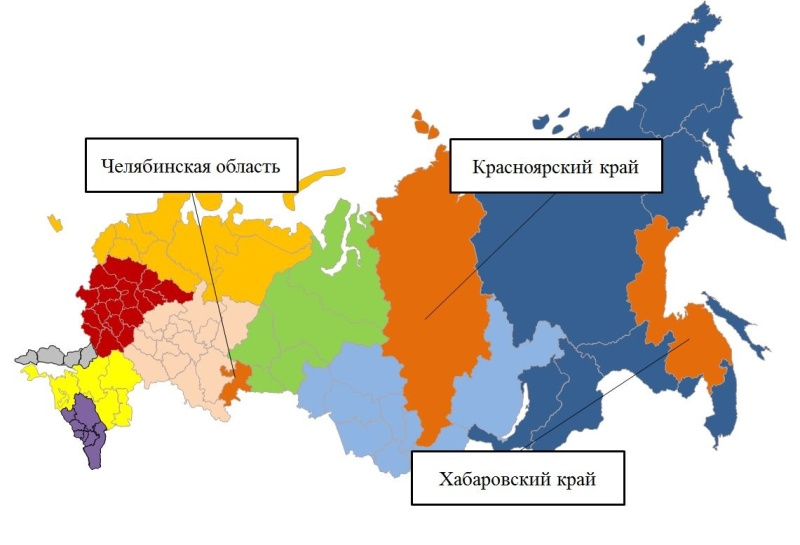 Челябинская область
Красноярский край
Хабаровский край